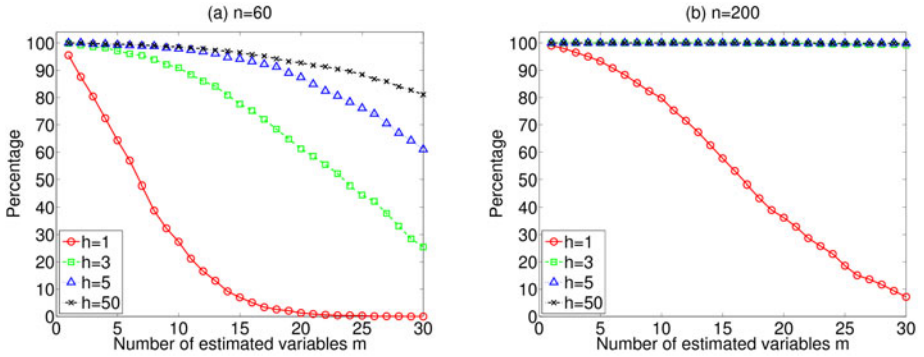 (a) n=60
Percentage
100
90
80
70
60
50
40
30
20
10
0
h=1
h=3
h=5
h=50
0 5 10 15 20 25 30
Number of estimated variables m
(b) n=200
Percentage
100
90
80
70
60
50
40
30
20
10
0
h=1
h=3
h=5
h=50
0 5 10 15 20 25 30
Number of estimated variables m